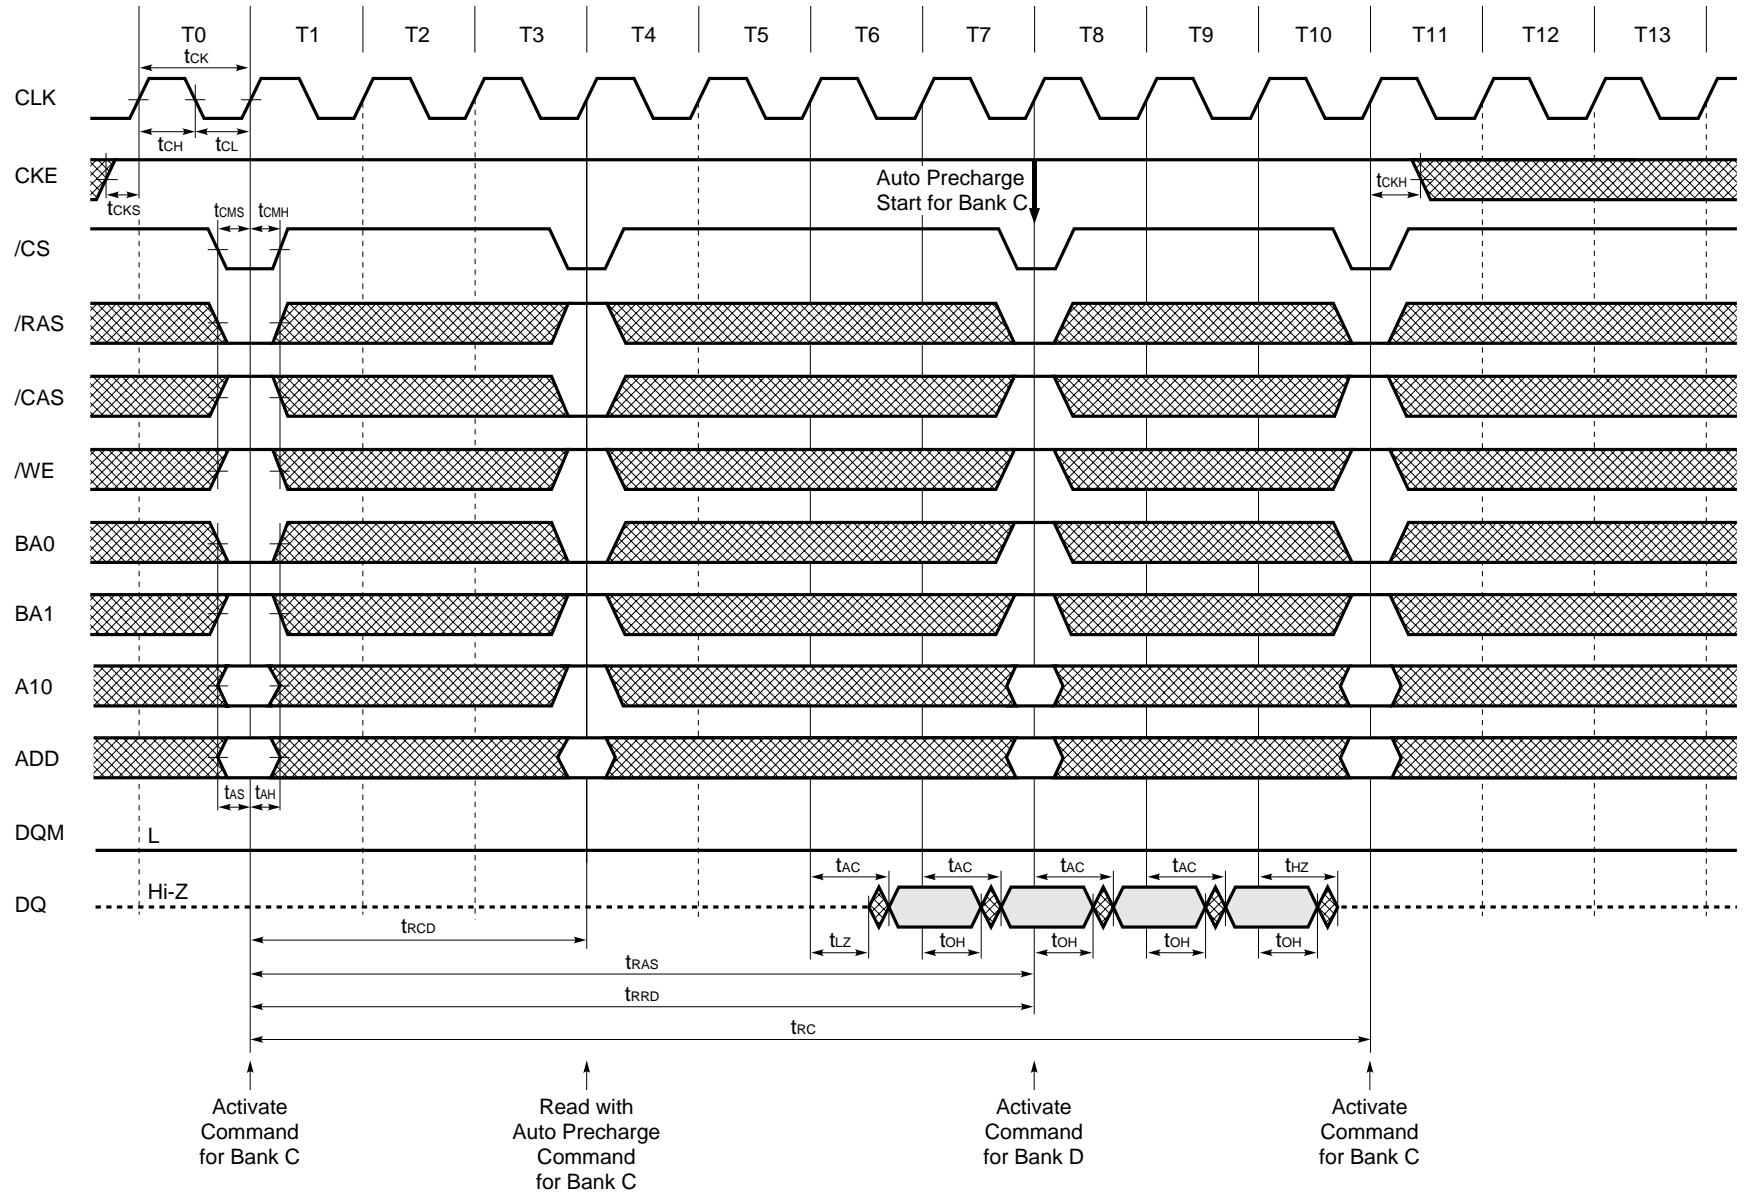 T0 T1 T2 T3 T4 T5 T6 T7 T8 T9 T10 T11 T12 T13
tCK
CLK
tCH tCL
CKE
Auto Precharge
Start for Bank C
tCKH
tCKS
tCMS tCMH
/CS
/RAS
/CAS
/WE
BA0
BA1
A10
ADD
tAS tAH
DQM
L
tAC tAC tAC tAC tHZ
Hi-Z
DQ
tRCD
tLZ tOH tOH tOH tOH
tRAS
tRRD
tRC
Activate
Command
for Bank C
Read with
Auto Precharge
Command
for Bank C
Activate
Command
for Bank D
Activate
Command
for Bank C